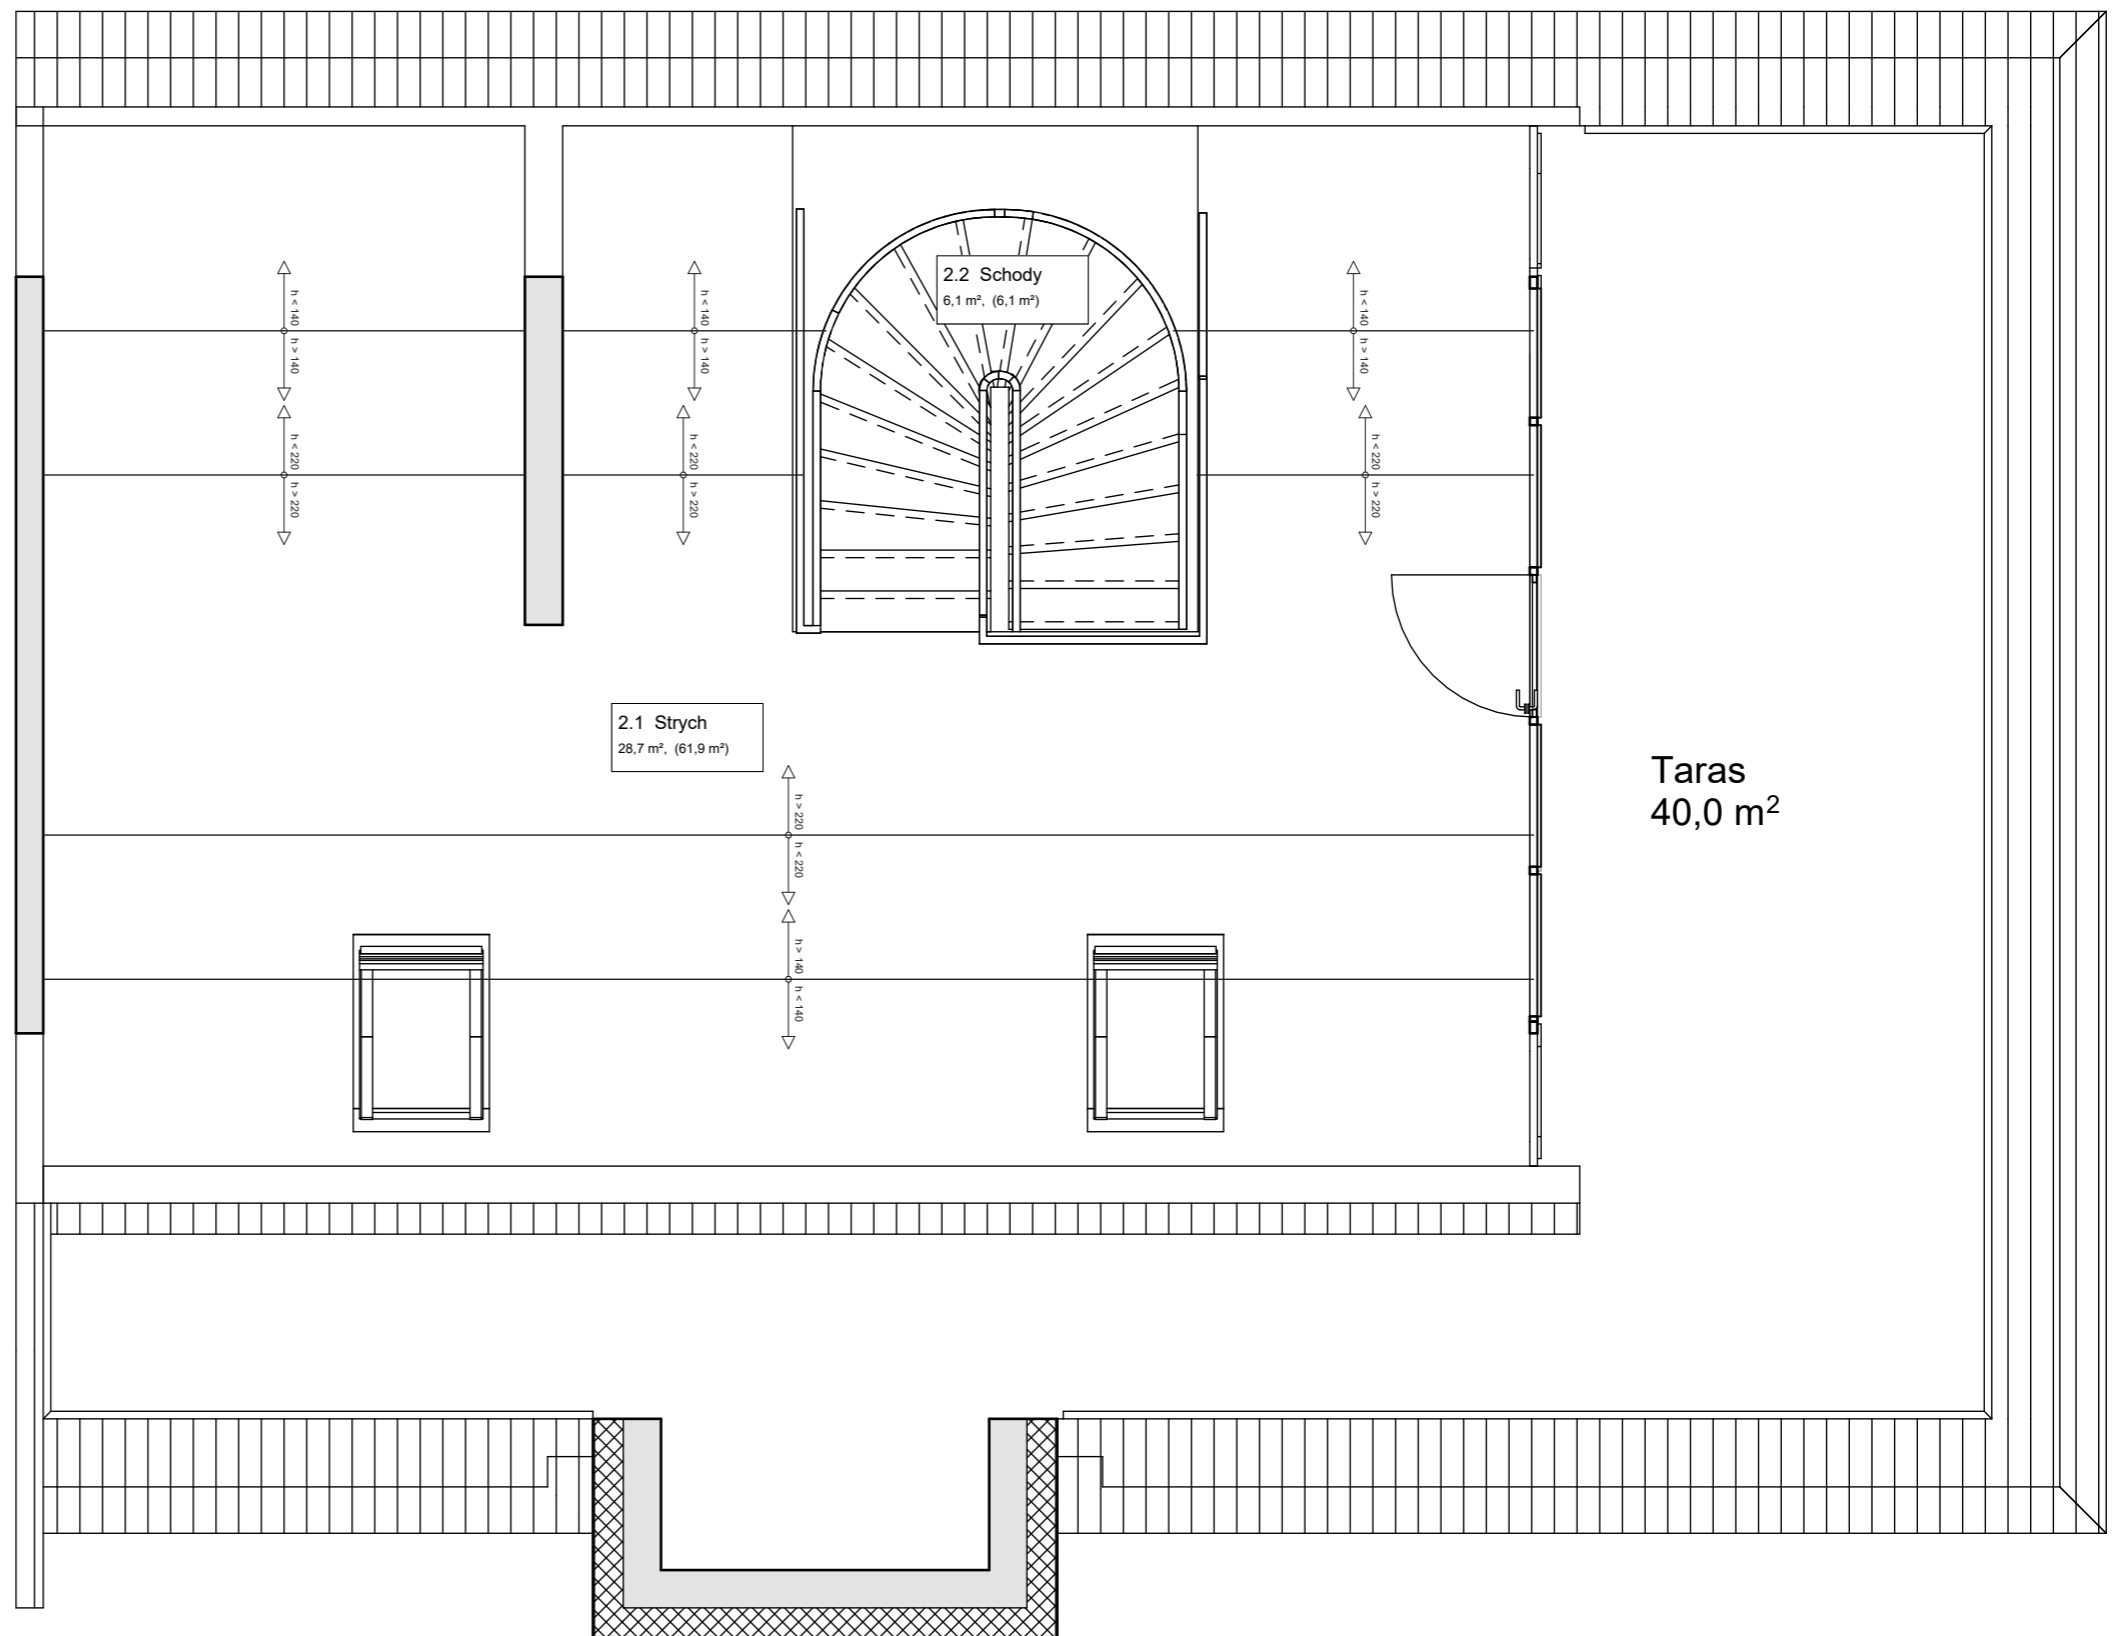 2.2 Schody
6,1 m², (6,1 m²)
h < 140
h > 140
h < 140
h > 140
h < 140
h > 140
h < 220
h > 220
h < 220
h > 220
h < 220
h > 220
2.1 Strych
28,7 m², (61,9 m²)
Taras
40,0 m²
h > 220
h < 220
h > 140
h < 140